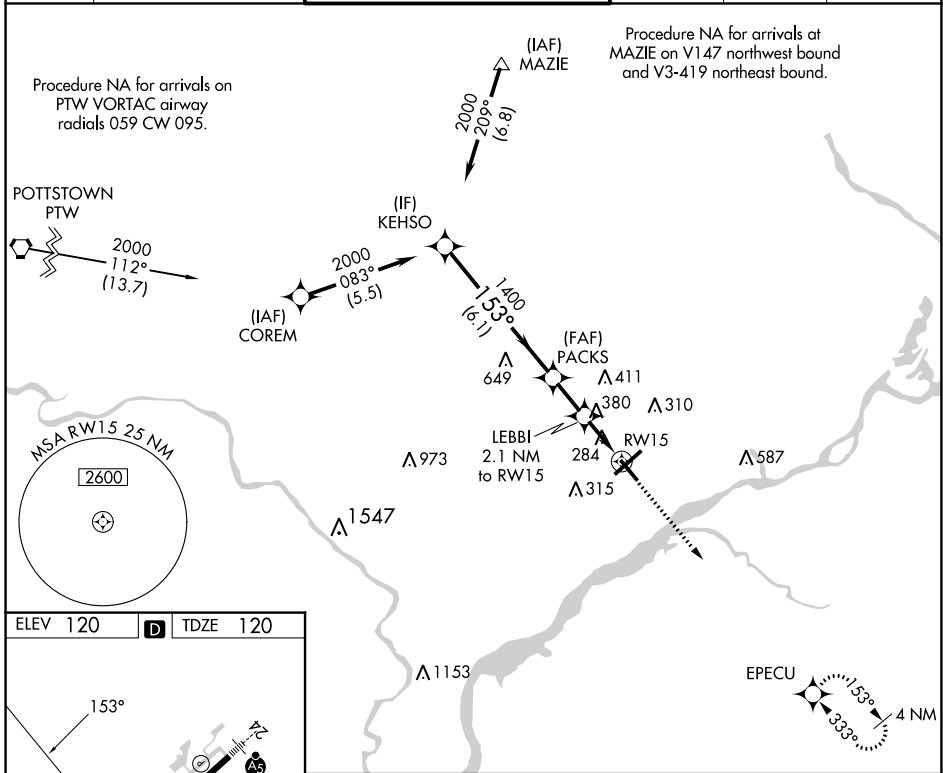 (IAF)
MAZIE
Procedure NA for arrivals at
MAZIE on V147 northwest bound
and V3-419 northeast bound.
Procedure NA for arrivals on
PTW VORTAC airway
radials 059 CW 095.
2000
209°
(6.8)
POTTSTOWN
PTW
2000
112°
(13.7)
(IF)
KEHSO
2000
083°
(5.5)
(IAF)
COREM
1400
153°
(6.1)
(FAF)
PACKS
649
411
380
310
LEBBI
2.1 NM
to RW15
284
RW15
MSA RW15 25 NM
2600
973
587
315
1547
ELEV 120
D
TDZE 120
1153
EPECU
153°
333°
4 NM
153°
24
P
A5